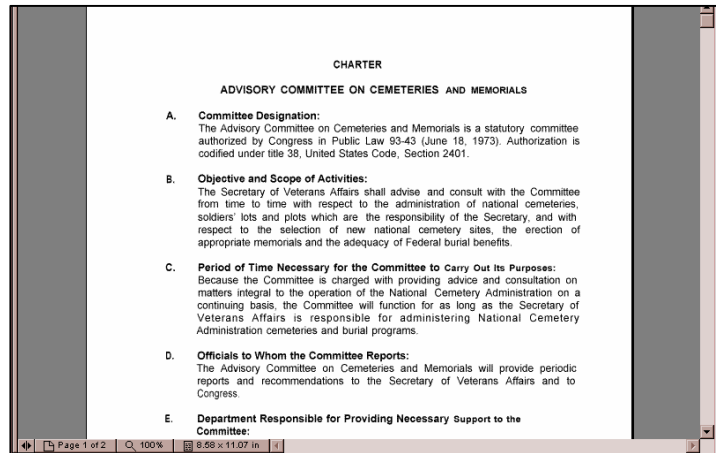 CHARTER
ADVISORY COMMITTEE ON CEMETERIES AND MEMORIALS
A. Committee Designation:
The Advisory Committee on Cemeteries and Memorials is a statutory committee
authorized by Congress in Public Law 93-43 (June 18, 1973). Authorization is
codified under title 38, United States Code, Section 2401.
B. Objective and Scope of Activities:
The Secretary of Veterans Affairs shall advise and consult with the Committee
from time to time with respect to the administration of national cemeteries,
soldiers' lots and plots which are the responsibility of the Secretary, and with
respect to the selection of new national cemetery sites, the erection of
appropriate memorials and the adequacy of Federal burial benefits.
C. Period of Time Necessary for the Committee to Carry Out Its Purposes:
Because the Committee is charged with providing advice and consultation on
matters integral to the operation of the National Cemetery Administration on a
continuing basis, the Committee will function for as long as the Secretary of
Veterans Affairs is responsible for administering National Cemetery
Administration cemeteries and burial programs.
D. Officials to Whom the Committee Reports:
The Advisory Committee on Cemeteries and Memorials will provide periodic
reports and recommendations to the Secretary of Veterans Affairs and to
Congress.
E. Department Responsible for Providing Necessary Support to the
Committee:
Page 1 of 2 100% 8.58 x 11.07 in